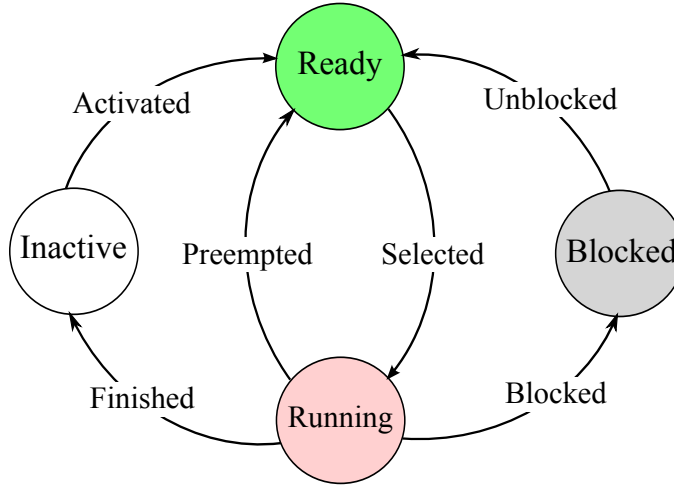 Ready
Activated
Unblocked
Inactive
Preempted
Selected
Blocked
Finished
Running
Blocked